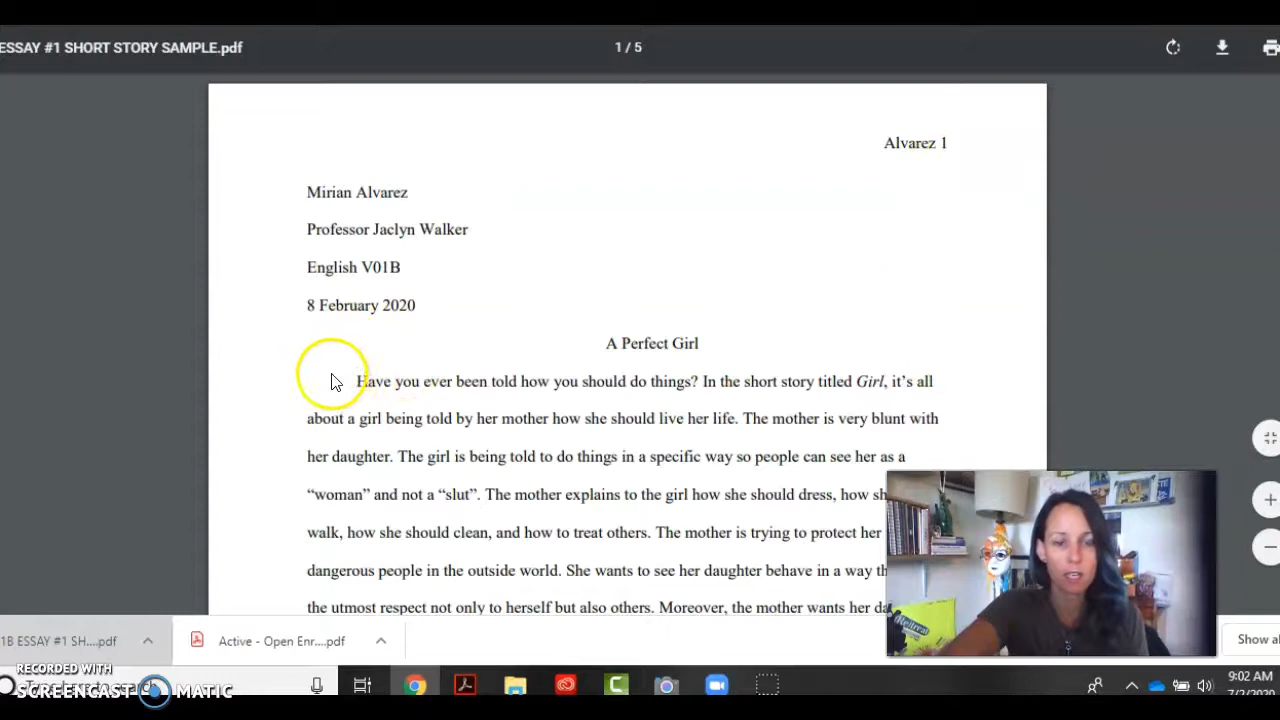 ESSAY #1 SHORT STORY SAMPLE.pdf
1 / 5
Alvarez 1
Mirian Alvarez
Professor Jaclyn Walker
English V01B
8 February 2020
A Perfect Girl
Have you ever been told how you should do things? In the short story titled Girl, it’s all
about a girl being told by her mother how she should live her life. The mother is very blunt with
her daughter. The girl is being told to do things in a specific way so people can see her as a
“woman” and not a “slut”. The mother explains to the girl how she should dress, how
walk, how she should clean, and how to treat others. The mother is trying to protect her
dangerous people in the outside world. She wants to see her daughter behave in a way
the utmost respect not only to herself but also others. Moreover, the mother wants her
1B ESSAY #1 SH....pdf
Active - Open Enr....pdf
Show
RECORDED WITH
SCREENCAST MATIC
9:02 AM
7/2/2020